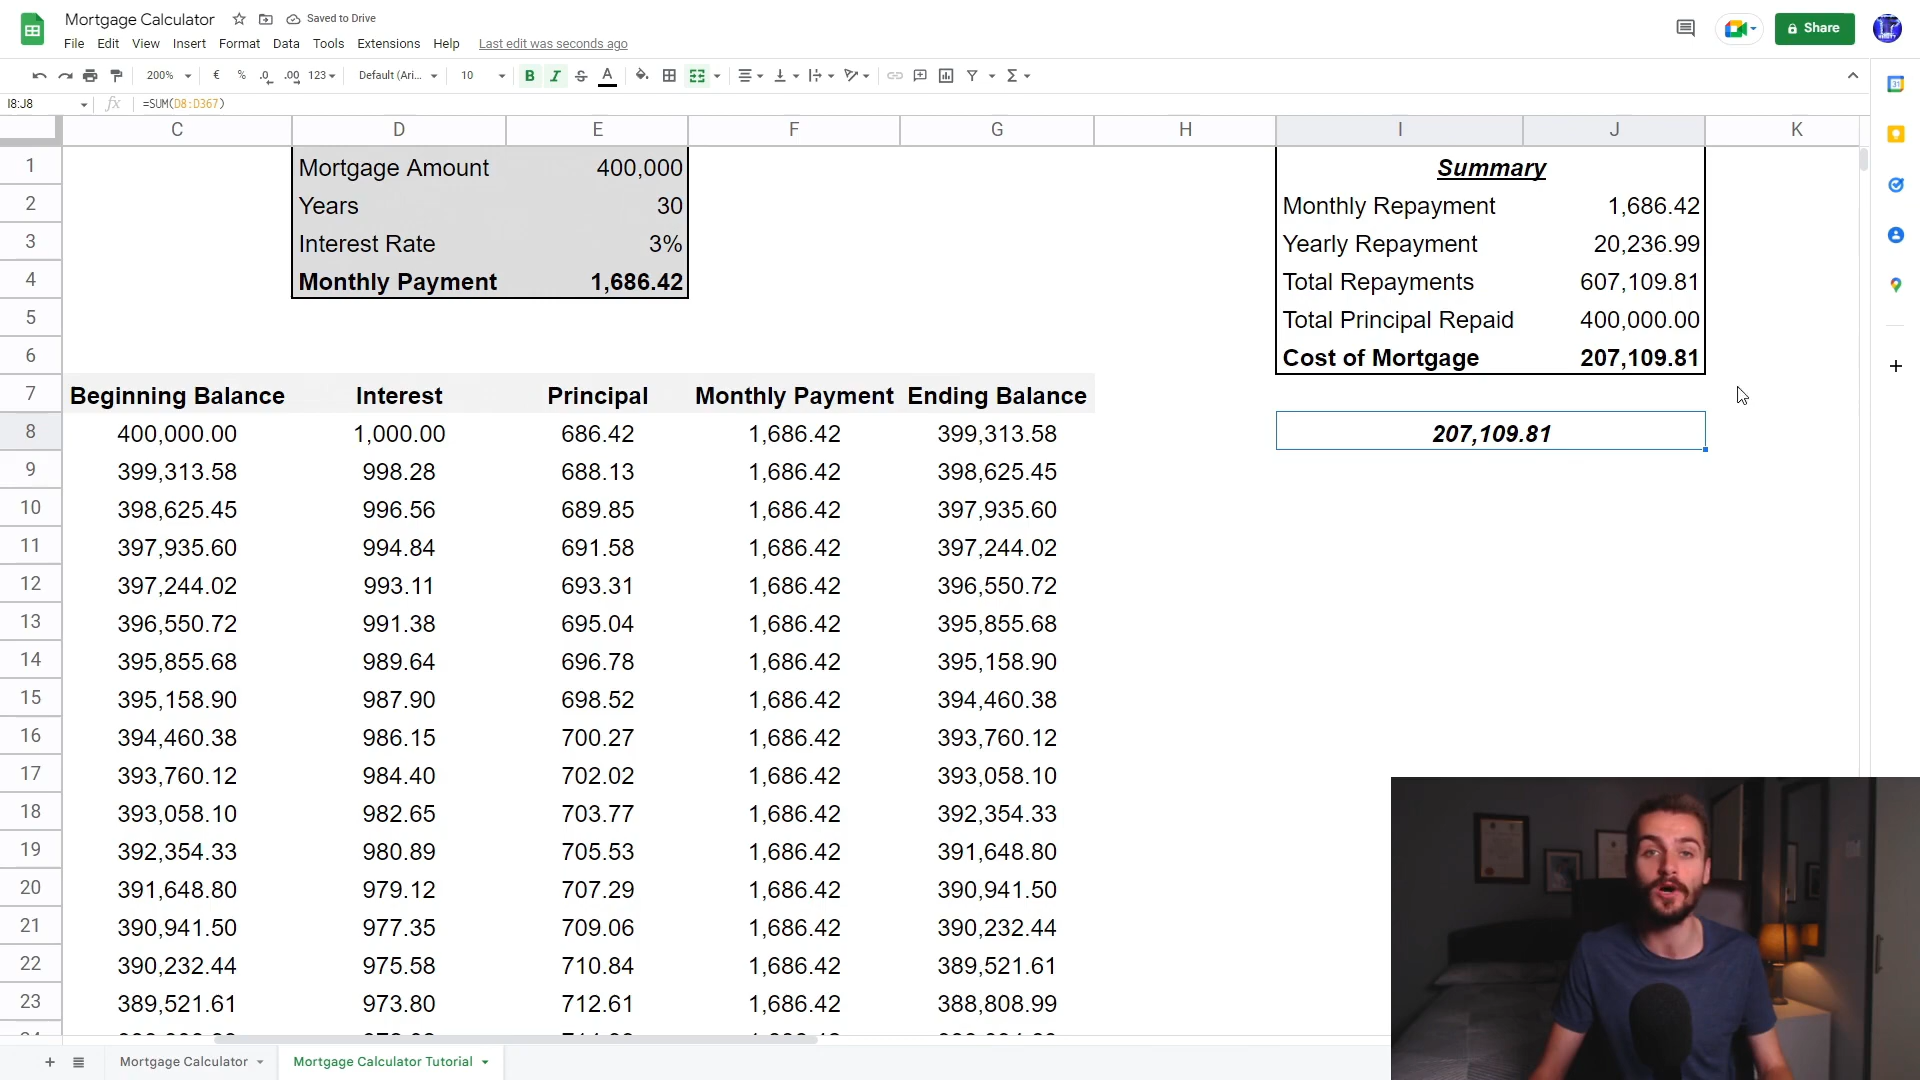 Mortgage Calculator
Saved to Drive
File Edit View Insert Format Data Tools Extensions Help Last edit was seconds ago
Share
200% € % .0 .00 123 Default (Ari... 10 B I S A Σ
I8:J8 fx =SUM(D8:D367)
C D E F G H I J K
1 Mortgage Amount 400,000 Summary
2 Years 30 Monthly Repayment 1,686.42
3 Interest Rate 3% Yearly Repayment 20,236.99
4 Monthly Payment 1,686.42 Total Repayments 607,109.81
5 Total Principal Repaid 400,000.00
6 Cost of Mortgage 207,109.81
7 Beginning Balance Interest Principal Monthly Payment Ending Balance
8 400,000.00 1,000.00 686.42 1,686.42 399,313.58 207,109.81
9 399,313.58 998.28 688.13 1,686.42 398,625.45
10 398,625.45 996.56 689.85 1,686.42 397,935.60
11 397,935.60 994.84 691.58 1,686.42 397,244.02
12 397,244.02 993.11 693.31 1,686.42 396,550.72
13 396,550.72 991.38 695.04 1,686.42 395,855.68
14 395,855.68 989.64 696.78 1,686.42 395,158.90
15 395,158.90 987.90 698.52 1,686.42 394,460.38
16 394,460.38 986.15 700.27 1,686.42 393,760.12
17 393,760.12 984.40 702.02 1,686.42 393,058.10
18 393,058.10 982.65 703.77 1,686.42 392,354.33
19 392,354.33 980.89 705.53 1,686.42 391,648.80
20 391,648.80 979.12 707.29 1,686.42 390,941.50
21 390,941.50 977.35 709.06 1,686.42 390,232.44
22 390,232.44 975.58 710.84 1,686.42 389,521.61
23 389,521.61 973.80 712.61 1,686.42 388,808.99
Mortgage Calculator Mortgage Calculator Tutorial